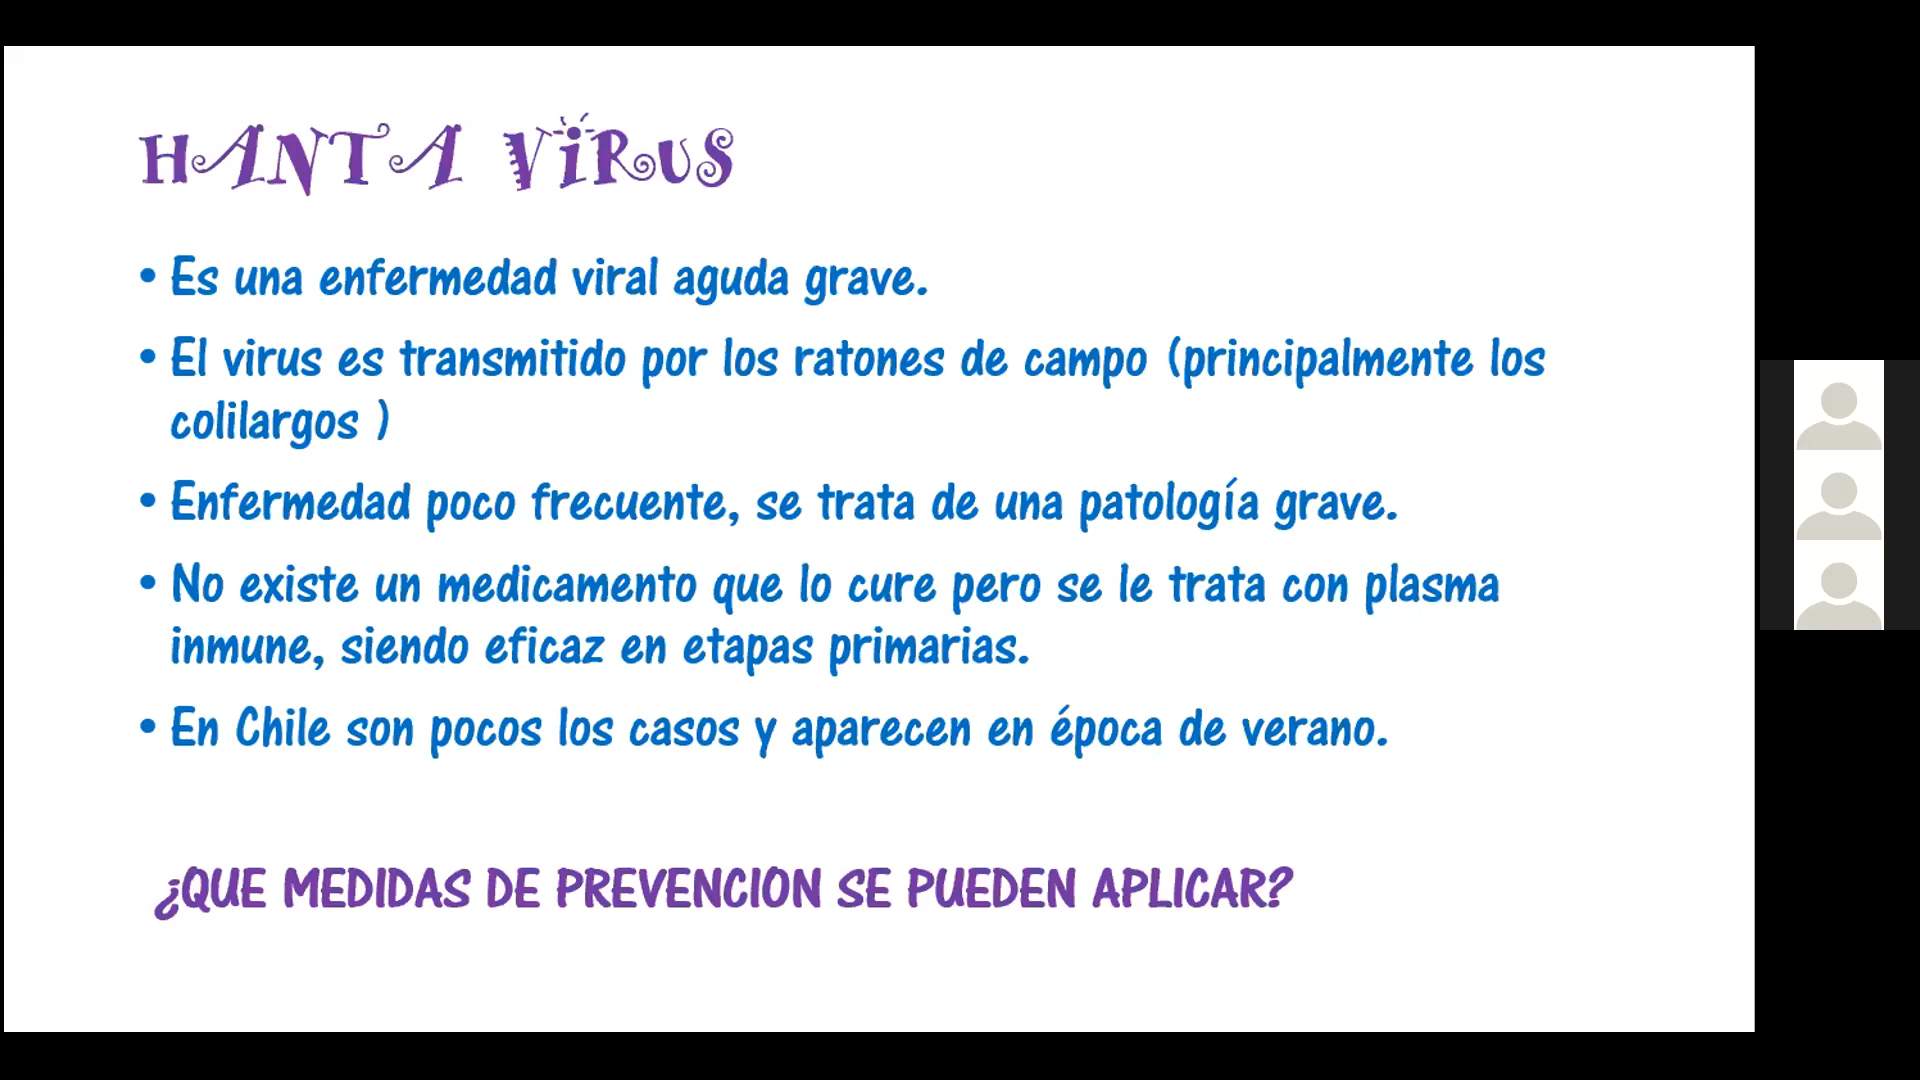 HANTA VIRUS
• Es una enfermedad viral aguda grave.
• El virus es transmitido por los ratones de campo (principalmente los
colilargos )
• Enfermedad poco frecuente, se trata de una patología grave.
• No existe un medicamento que lo cure pero se le trata con plasma
inmune, siendo eficaz en etapas primarias.
• En Chile son pocos los casos y aparecen en época de verano.
¿QUE MEDIDAS DE PREVENCION SE PUEDEN APLICAR?